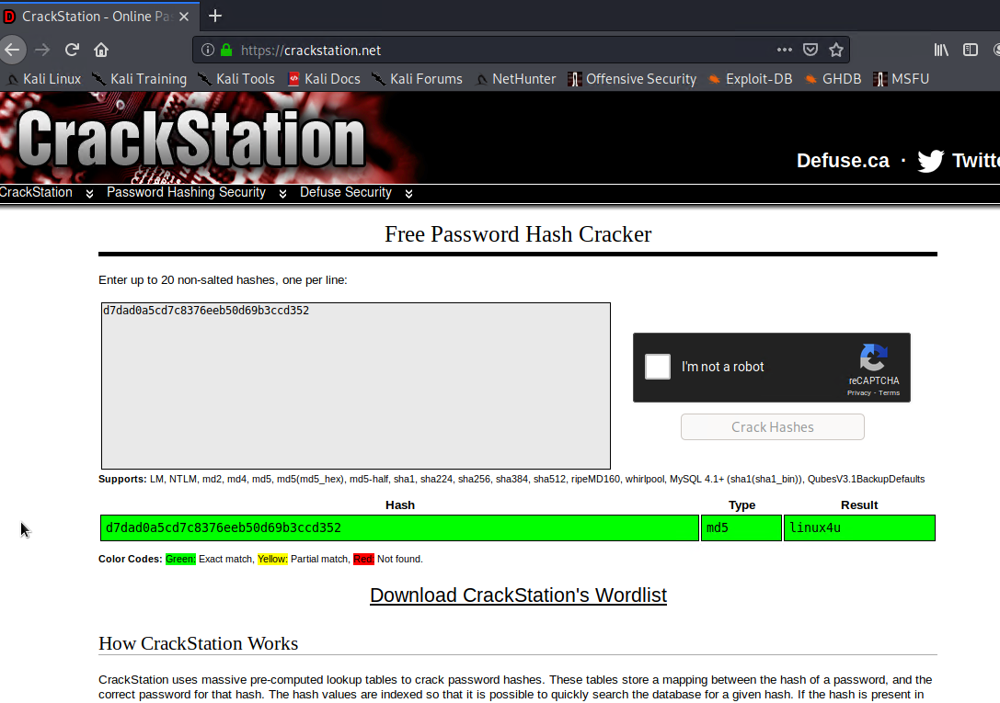 CrackStation - Online Pa
https://crackstation.net
Kali Linux Kali Training Kali Tools Kali Docs Kali Forums NetHunter Offensive Security Exploit-DB GHDB MSFU
CrackStation
Defuse.ca · Twitte
CrackStation Password Hashing Security Defuse Security
Free Password Hash Cracker
Enter up to 20 non-salted hashes, one per line:
d7dad0a5cd7c8376eeb50d69b3ccd352
I'm not a robot
reCAPTCHA
Privacy - Terms
Crack Hashes
Supports: LM, NTLM, md2, md4, md5, md5(md5_hex), md5-half, sha1, sha224, sha256, sha384, sha512, ripeMD160, whirlpool, MySQL 4.1+ (sha1(sha1_bin)), QubesV3.1BackupDefaults
Hash Type Result
d7dad0a5cd7c8376eeb50d69b3ccd352 md5 linux4u
Color Codes: Green: Exact match, Yellow: Partial match, Red: Not found.
Download CrackStation's Wordlist
How CrackStation Works
CrackStation uses massive pre-computed lookup tables to crack password hashes. These tables store a mapping between the hash of a password, and the
correct password for that hash. The hash values are indexed so that it is possible to quickly search the database for a given hash. If the hash is present in